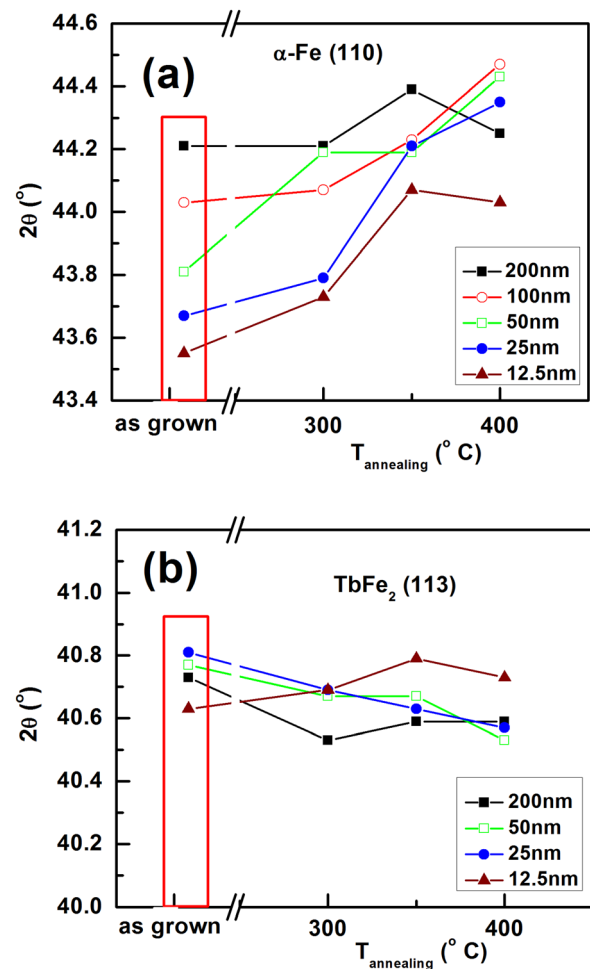 44.6
44.4
44.2
44.0
43.8
43.6
43.4
2θ (°)
(a)
α-Fe (110)
200nm
100nm
50nm
25nm
12.5nm
as grown
300
400
Tannealing (° C)
41.2
41.0
40.8
40.6
40.4
40.2
40.0
2θ (°)
(b)
TbFe₂ (113)
200nm
50nm
25nm
12.5nm
as grown
300
400
Tannealing (° C)